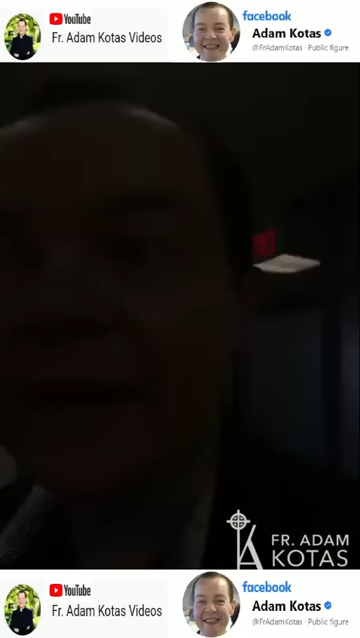 YouTube
Fr. Adam Kotas Videos
facebook
Adam Kotas
@FrAdamKotas · Public figure
FR. ADAM
KOTAS
YouTube
Fr. Adam Kotas Videos
facebook
Adam Kotas
@FrAdamKotas · Public figure